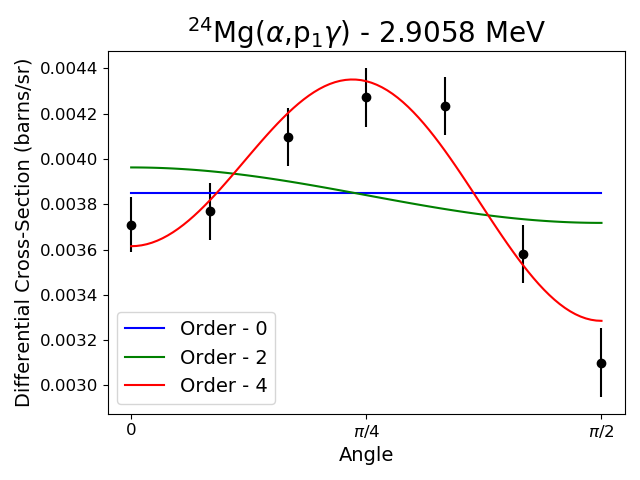 ²⁴Mg(α,p₁γ) - 2.9058 MeV
Differential Cross-Section (barns/sr)
0.0044
0.0042
0.0040
0.0038
0.0036
0.0034
0.0032
0.0030
Order - 0
Order - 2
Order - 4
0
π/4
π/2
Angle